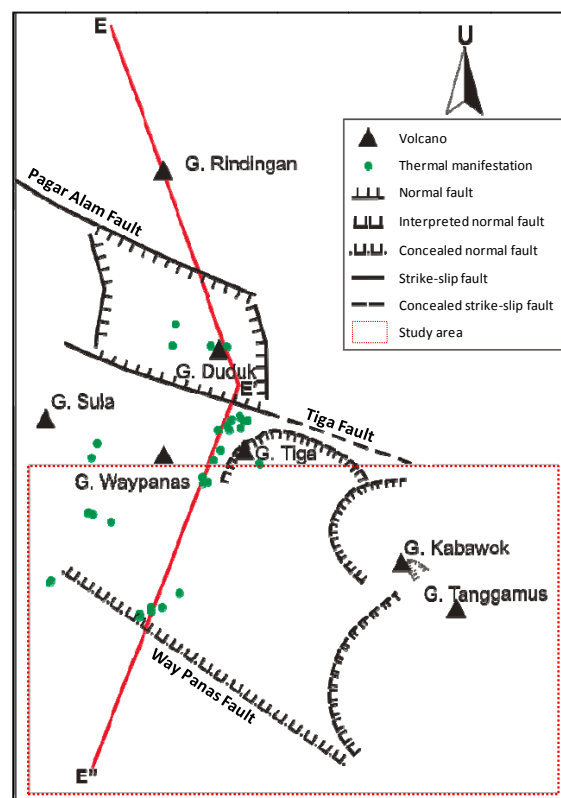 E
U
Volcano
G. Rindingan
Thermal manifestation
Normal fault
Pagar Alam Fault
Interpreted normal fault
Concealed normal fault
Strike-slip fault
Concealed strike-slip fault
Study area
G. Duduk
E'
G. Sula
Tiga Fault
G. Tiga
G. Waypanas
G. Kabawok
G. Tanggamus
Way Panas Fault
E"